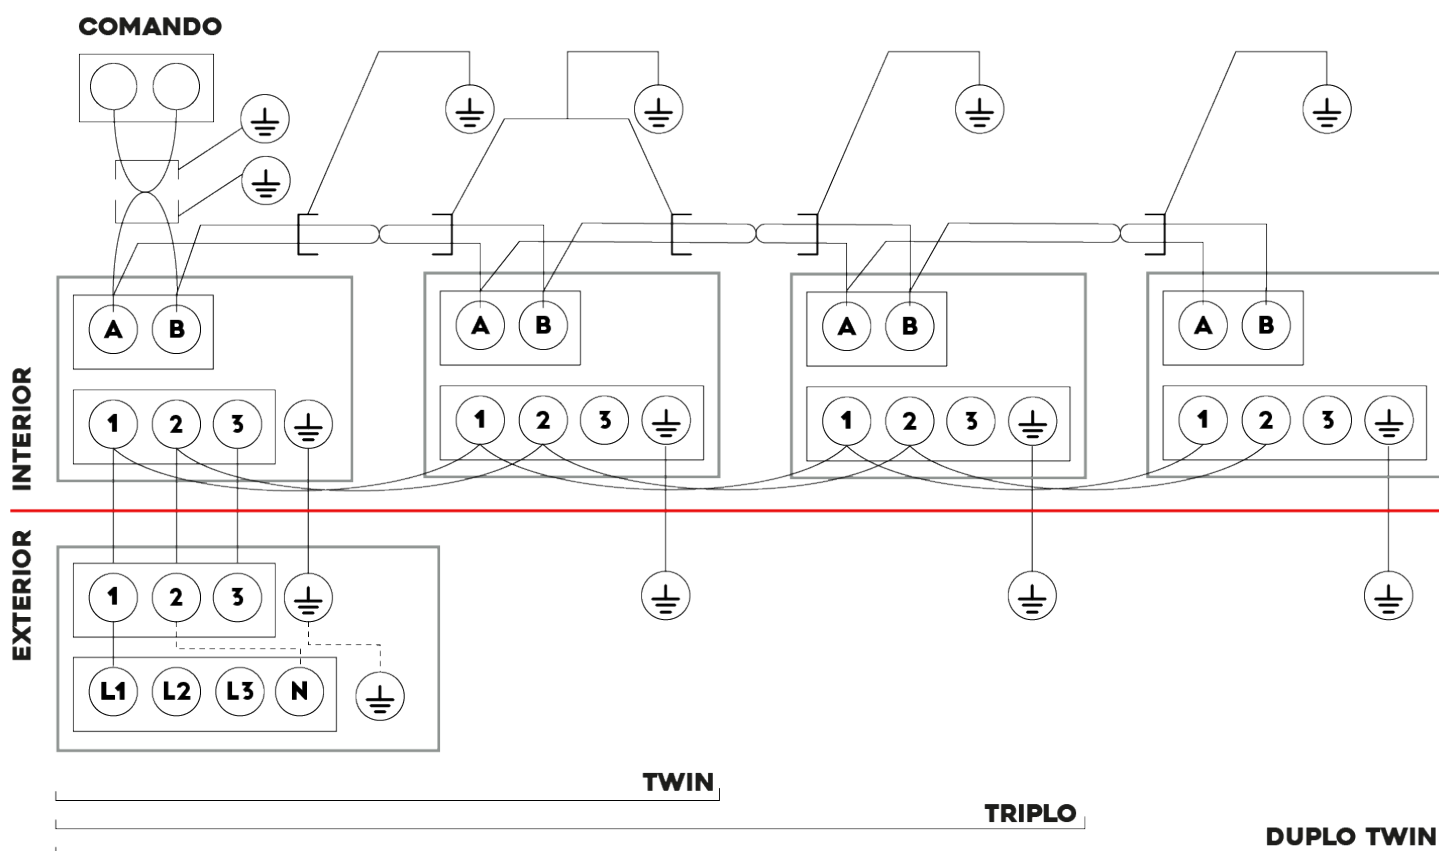 COMANDO
A B
A B
A B
A B
INTERIOR
1 2 3
1 2 3
1 2 3
1 2 3
EXTERIOR
1 2 3
L1 L2 L3 N
TWIN
TRIPLO
DUPLO TWIN